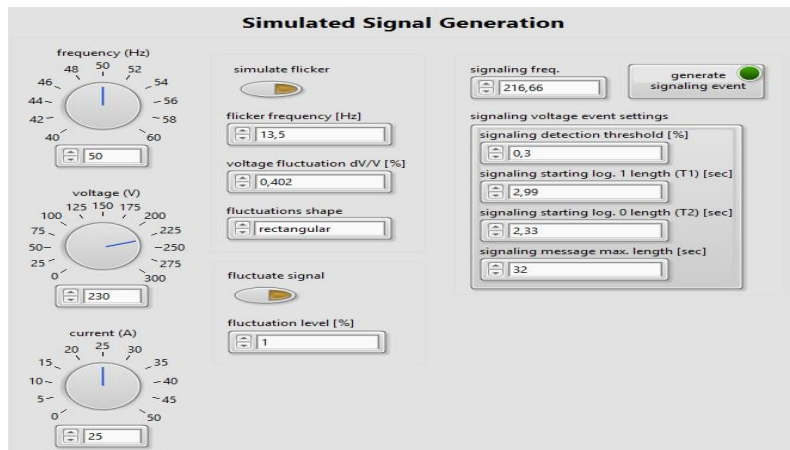 Simulated Signal Generation
frequency (Hz)
48 50 52
46 54
44 56
42 58
40 60
50
voltage (V)
125 150 175
100 200
75 225
50 250
25 275
0 300
230
current (A)
20 25 30
15 35
10 40
5 45
0 50
25
simulate flicker
flicker frequency [Hz]
13,5
voltage fluctuation dV/V [%]
0,402
fluctuations shape
rectangular
fluctuate signal
fluctuation level [%]
1
signaling freq.
216,66
generate
signaling event
signaling voltage event settings
signaling detection threshold [%]
0,3
signaling starting log. 1 length (T1) [sec]
2,99
signaling starting log. 0 length (T2) [sec]
2,33
signaling message max. length [sec]
32